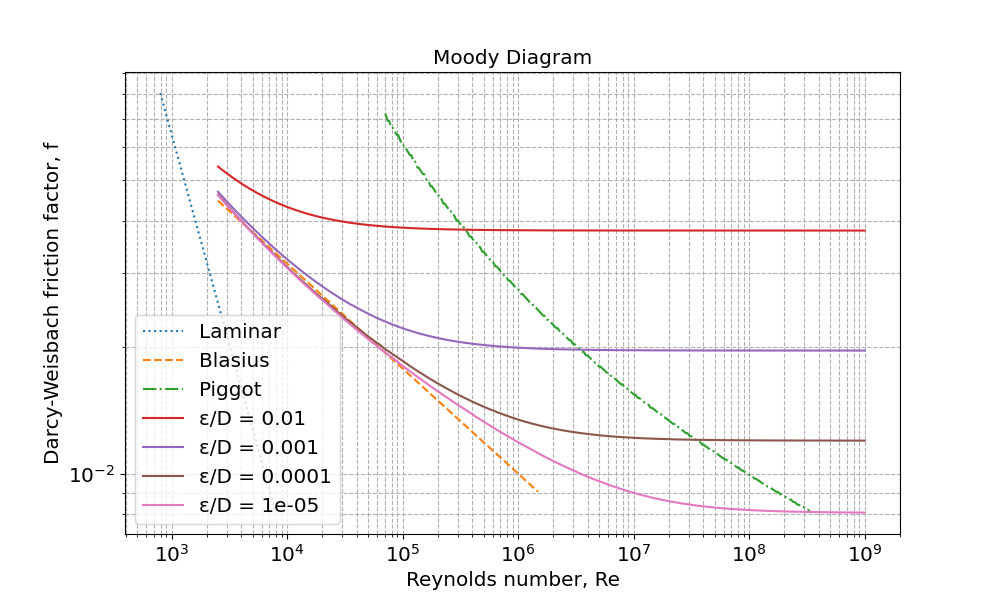 Moody Diagram
Darcy-Weisbach friction factor, f
10⁻²
Laminar
Blasius
Piggot
ε/D = 0.01
ε/D = 0.001
ε/D = 0.0001
ε/D = 1e-05
10³ 10⁴ 10⁵ 10⁶ 10⁷ 10⁸ 10⁹
Reynolds number, Re